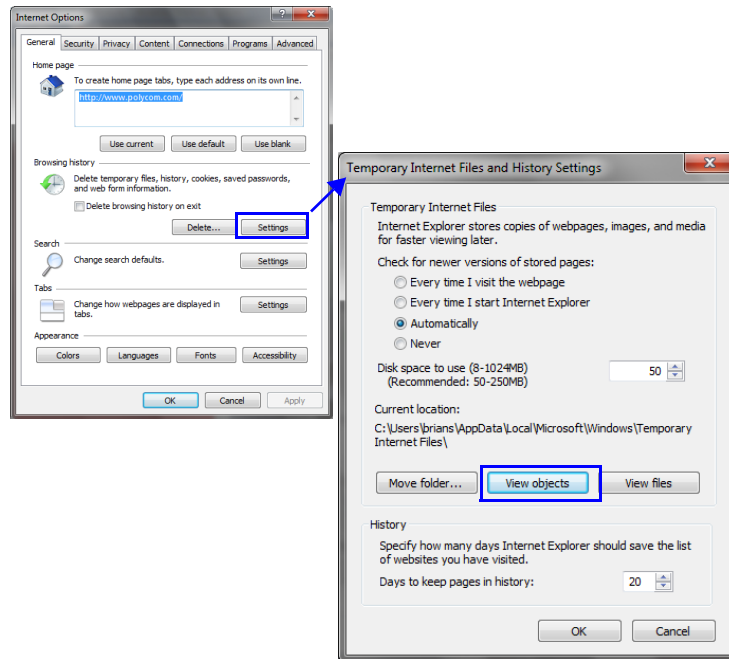 Internet Options
General Security Privacy Content Connections Programs Advanced
Home page
To create home page tabs, type each address on its own line.
http://www.polycom.com/
Use current Use default Use blank
Browsing history
Delete temporary files, history, cookies, saved passwords,
and web form information.
Delete browsing history on exit
Delete... Settings
Search
Change search defaults. Settings
Tabs
Change how webpages are displayed in
tabs. Settings
Appearance
Colors Languages Fonts Accessibility
OK Cancel Apply
Temporary Internet Files and History Settings
Temporary Internet Files
Internet Explorer stores copies of webpages, images, and media
for faster viewing later.
Check for newer versions of stored pages:
Every time I visit the webpage
Every time I start Internet Explorer
Automatically
Never
Disk space to use (8-1024MB) 50
(Recommended: 50-250MB)
Current location:
C:\Users\brians\AppData\Local\Microsoft\Windows\Temporary
Internet Files\
Move folder... View objects View files
History
Specify how many days Internet Explorer should save the list
of websites you have visited.
Days to keep pages in history: 20
OK Cancel